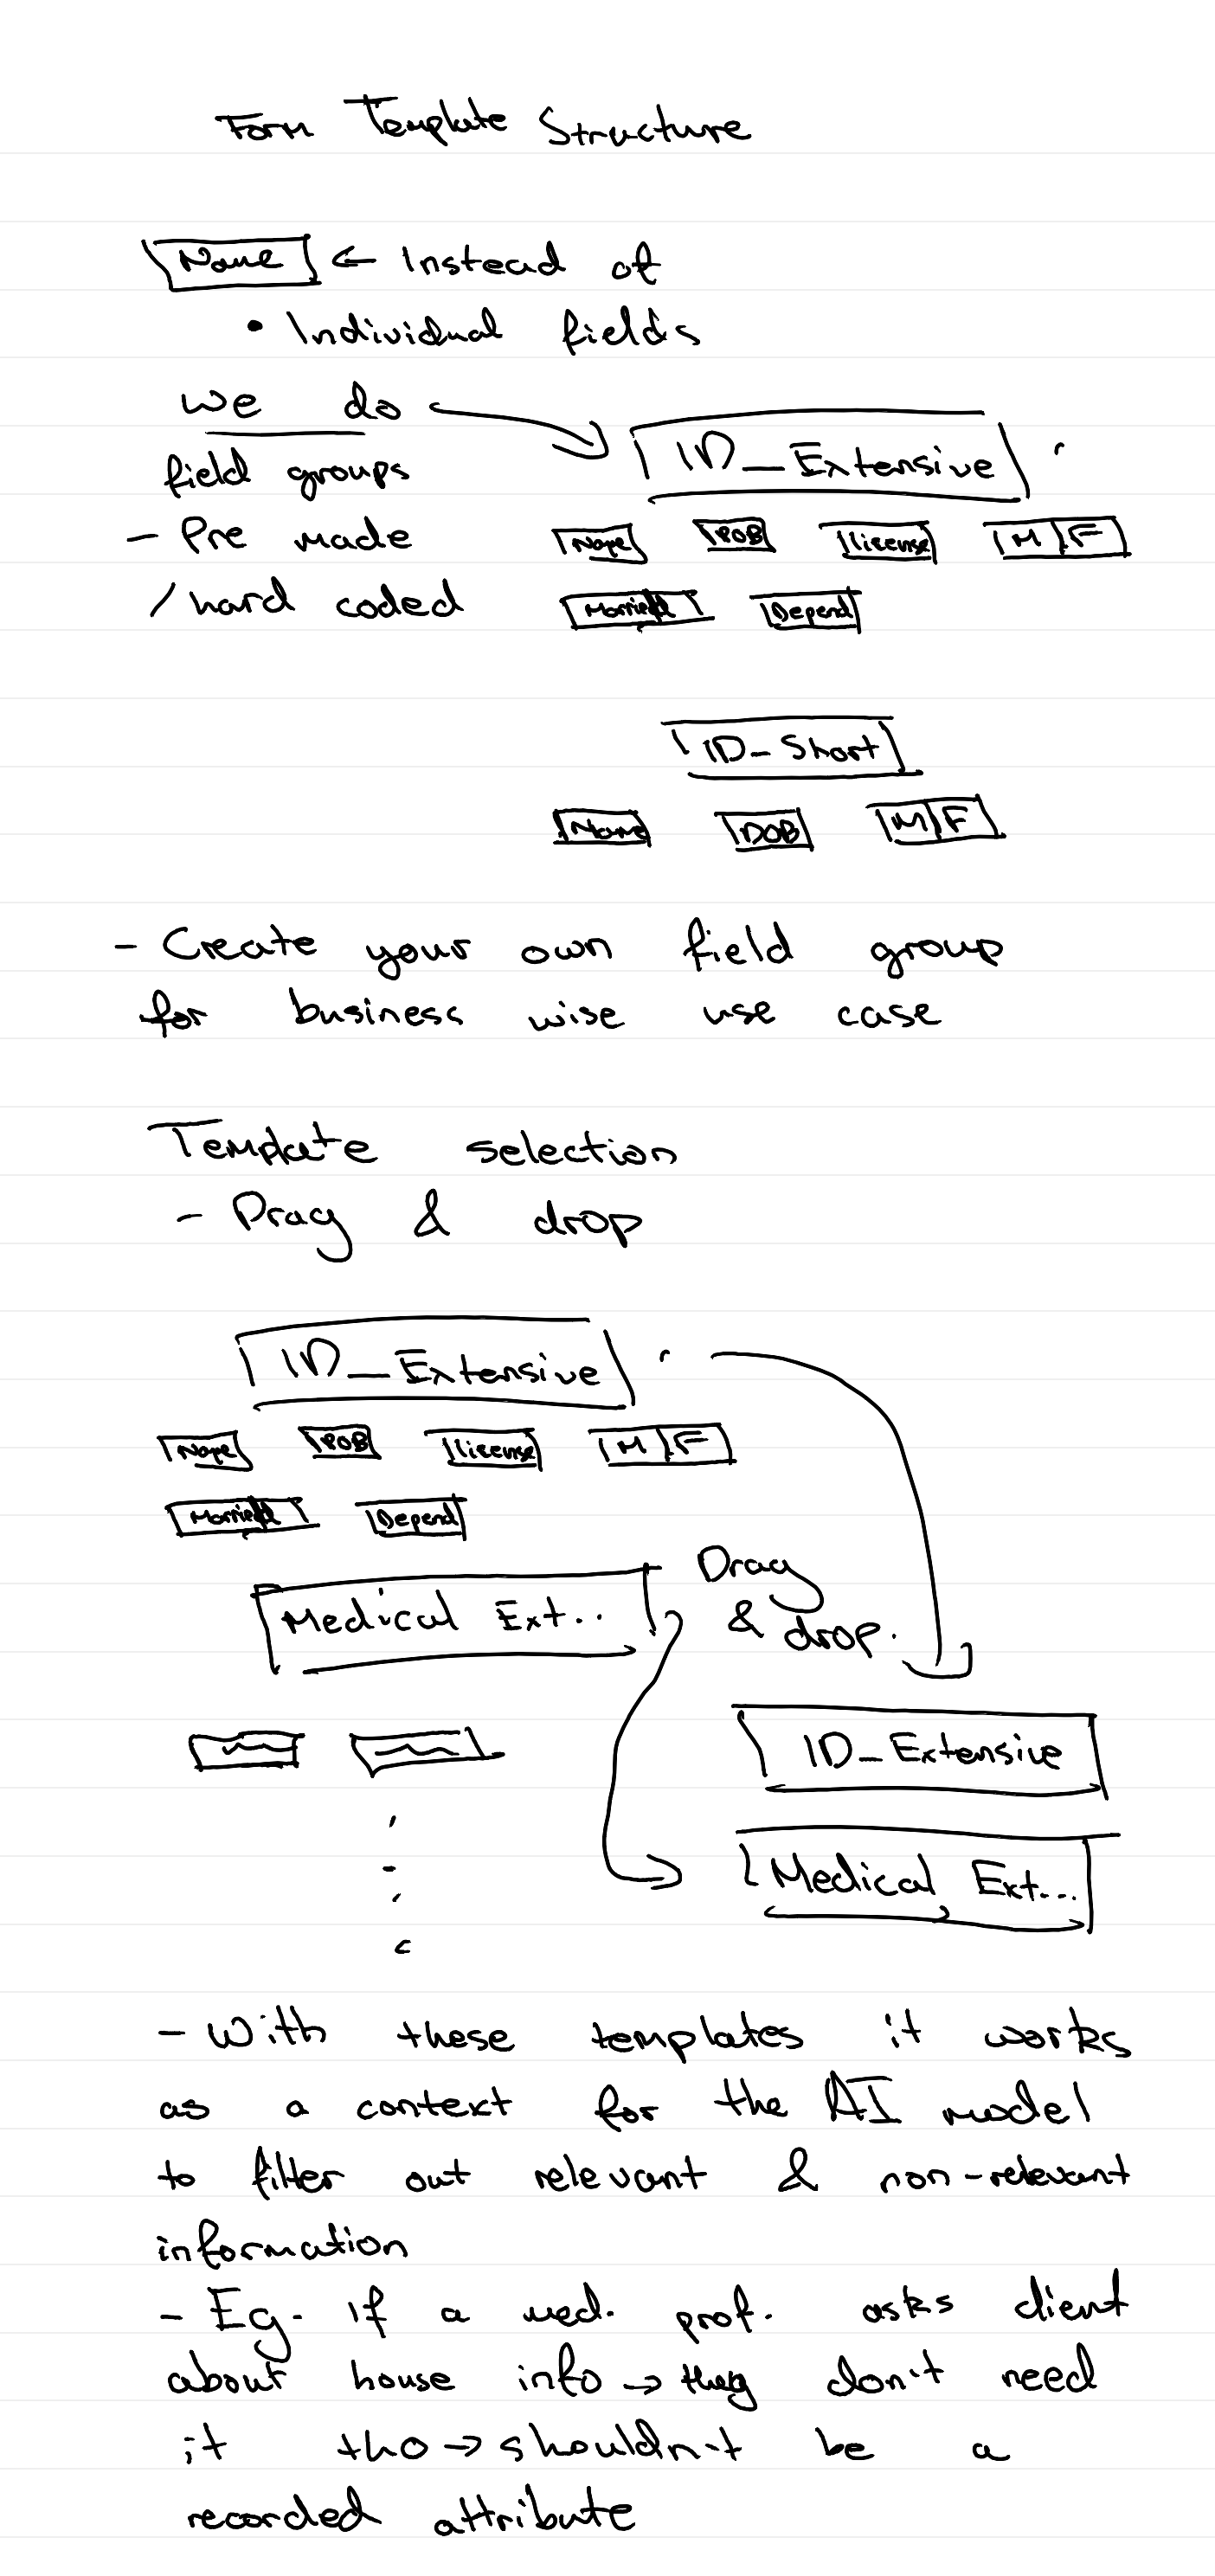 Form Template Structure
Name ← Instead of
• Individual fields
we do → ID_Extensive
field groups
- Pre made Name DOB license M F
/ hard coded Married Depend
ID_Short
Name DOB M F
- Create your own field group
for business wise use case
Template selection
- Drag & drop
ID_Extensive
Name DOB license M F
Married Depend
Drag
Medical Ext.. & drop.
ID_Extensive
Medical Ext...
- With these templates it works
as a context for the AI model
to filter out relevant & non-relevant
information
- Eg. if a med. prof. asks client
about house info → they don't need
it tho → shouldn't be a
recorded attribute